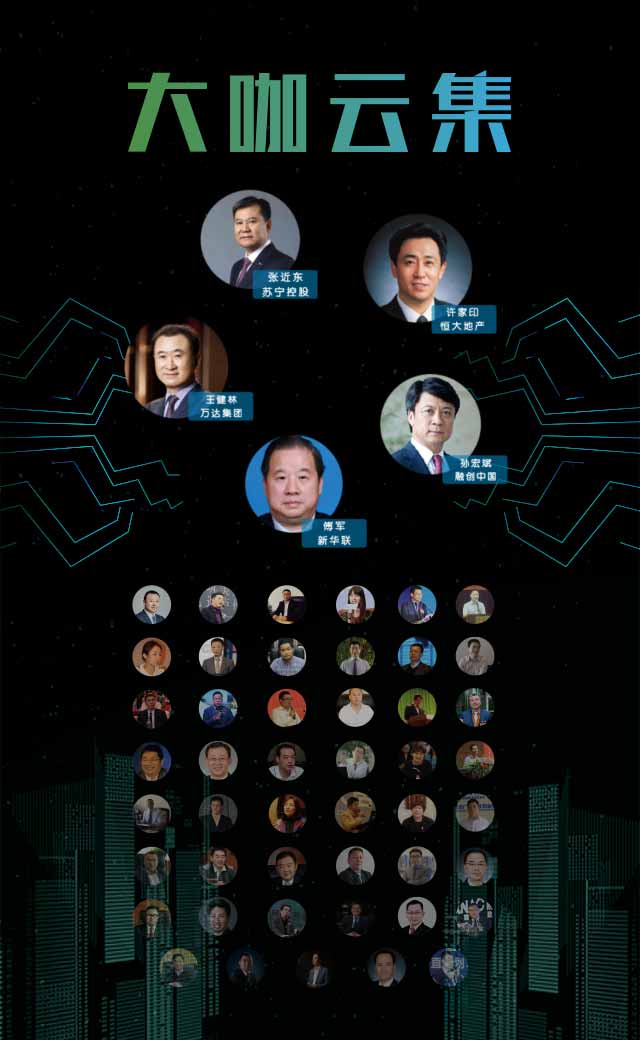 大咖云集
张近东
苏宁控股
许家印
恒大地产
王健林
万达集团
孙宏斌
融创中国
傅军
新华联